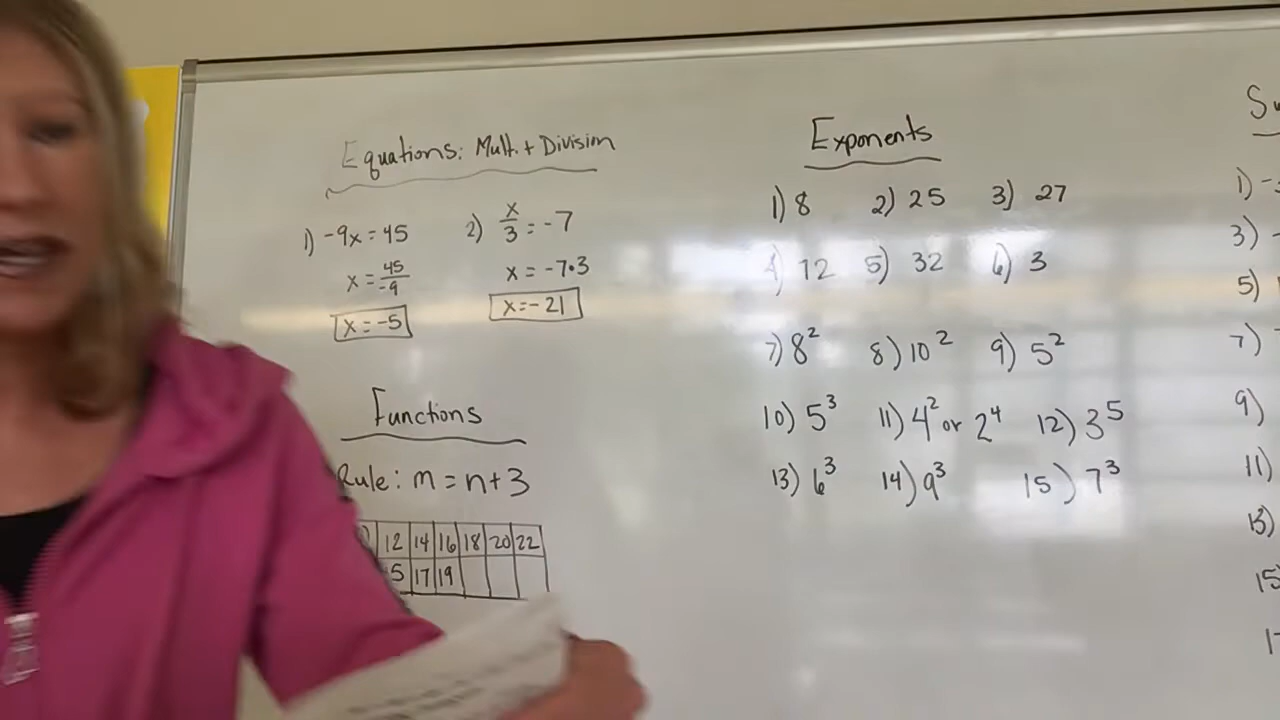 Equations: Mult. + Division
1) -9x = 45
x = 45/-9
x = -5
2) x/3 = -7
x = -7•3
x = -21
Functions
Rule: m = n + 3
12 14 16 18 20 22
5 17 19
Exponents
1) 8 2) 25 3) 27
12 5) 32 6) 3
7) 8² 8) 10² 9) 5²
10) 5³ 11) 4² or 2⁴ 12) 3⁵
13) 6³ 14) 9³ 15) 7³
1) -
3) -
5)
7)
9)
11)
13)
15